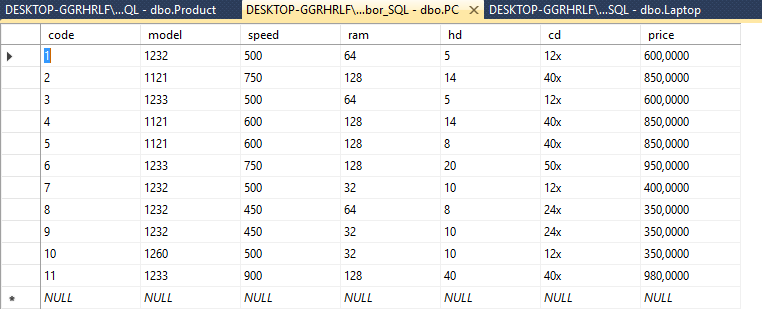 DESKTOP-GGRHRLF\...QL - dbo.Product DESKTOP-GGRHRLF\...bor_SQL - dbo.PC DESKTOP-GGRHRLF\...SQL - dbo.Laptop
code model speed ram hd cd price
1 1232 500 64 5 12x 600,0000
2 1121 750 128 14 40x 850,0000
3 1233 500 64 5 12x 600,0000
4 1121 600 128 14 40x 850,0000
5 1121 600 128 8 40x 850,0000
6 1233 750 128 20 50x 950,0000
7 1232 500 32 10 12x 400,0000
8 1232 450 64 8 24x 350,0000
9 1232 450 32 10 24x 350,0000
10 1260 500 32 10 12x 350,0000
11 1233 900 128 40 40x 980,0000
* NULL NULL NULL NULL NULL NULL NULL